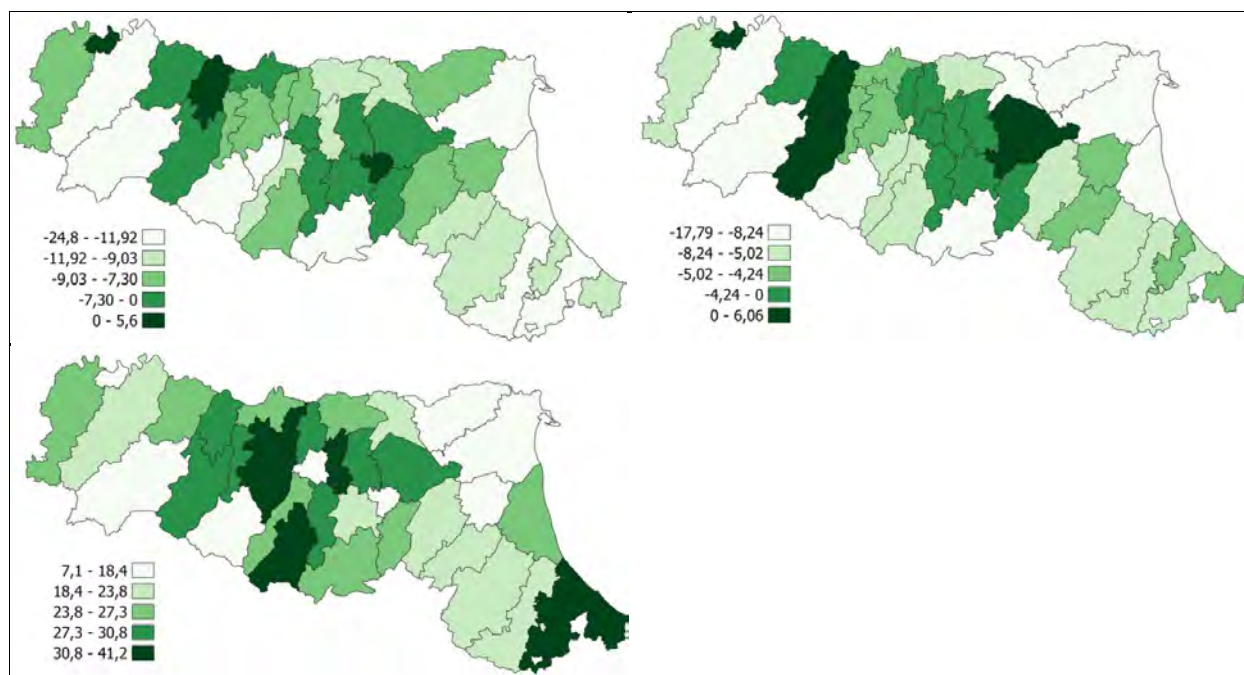 -24,8 - -11,92
-11,92 - -9,03
-9,03 - -7,30
-7,30 - 0
0 - 5,6
-17,79 - -8,24
-8,24 - -5,02
-5,02 - -4,24
-4,24 - 0
0 - 6,06
7,1 - 18,4
18,4 - 23,8
23,8 - 27,3
27,3 - 30,8
30,8 - 41,2